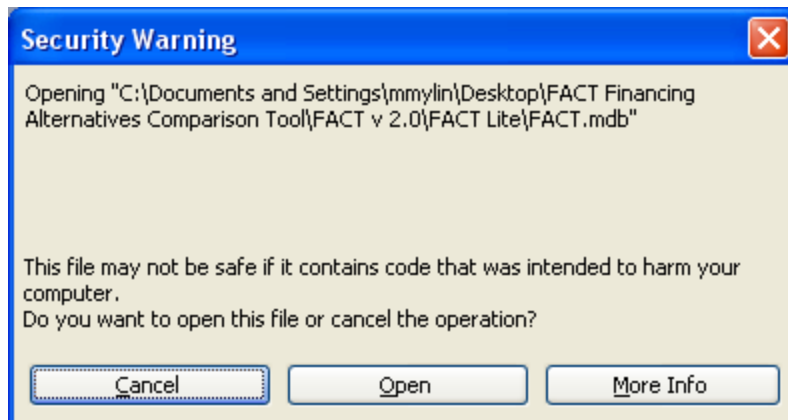 Security Warning
Opening "C:\Documents and Settings\mmylin\Desktop\FACT Financing
Alternatives Comparison Tool\FACT v 2.0\FACT Lite\FACT.mdb"
This file may not be safe if it contains code that was intended to harm your
computer.
Do you want to open this file or cancel the operation?
Cancel Open More Info